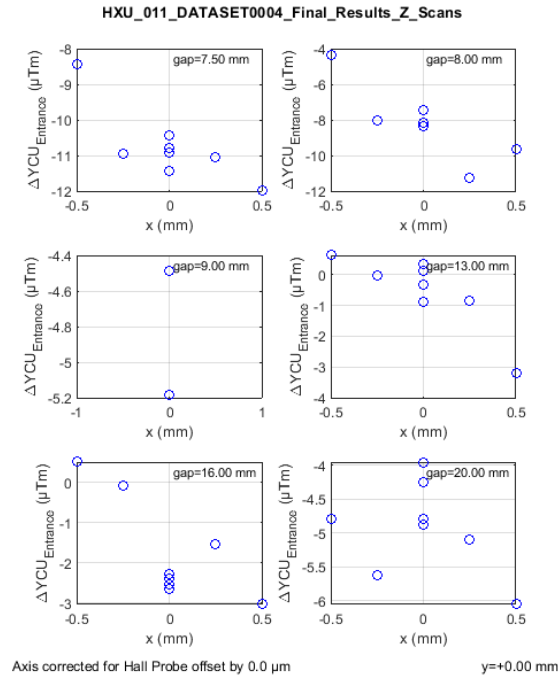 HXU_011_DATASET0004_Final_Results_Z_Scans
gap=7.50 mm
-8
-9
-10
-11
-12
ΔYCU_Entrance (μTm)
-0.5 0 0.5
x (mm)
gap=8.00 mm
-4
-6
-8
-10
-12
ΔYCU_Entrance (μTm)
-0.5 0 0.5
x (mm)
gap=9.00 mm
-4.4
-4.6
-4.8
-5
-5.2
ΔYCU_Entrance (μTm)
-1 0 1
x (mm)
gap=13.00 mm
0
-1
-2
-3
-4
ΔYCU_Entrance (μTm)
-0.5 0 0.5
x (mm)
gap=16.00 mm
0
-1
-2
-3
ΔYCU_Entrance (μTm)
-0.5 0 0.5
x (mm)
gap=20.00 mm
-4
-4.5
-5
-5.5
-6
ΔYCU_Entrance (μTm)
-0.5 0 0.5
x (mm)
Axis corrected for Hall Probe offset by 0.0 μm
y=+0.00 mm